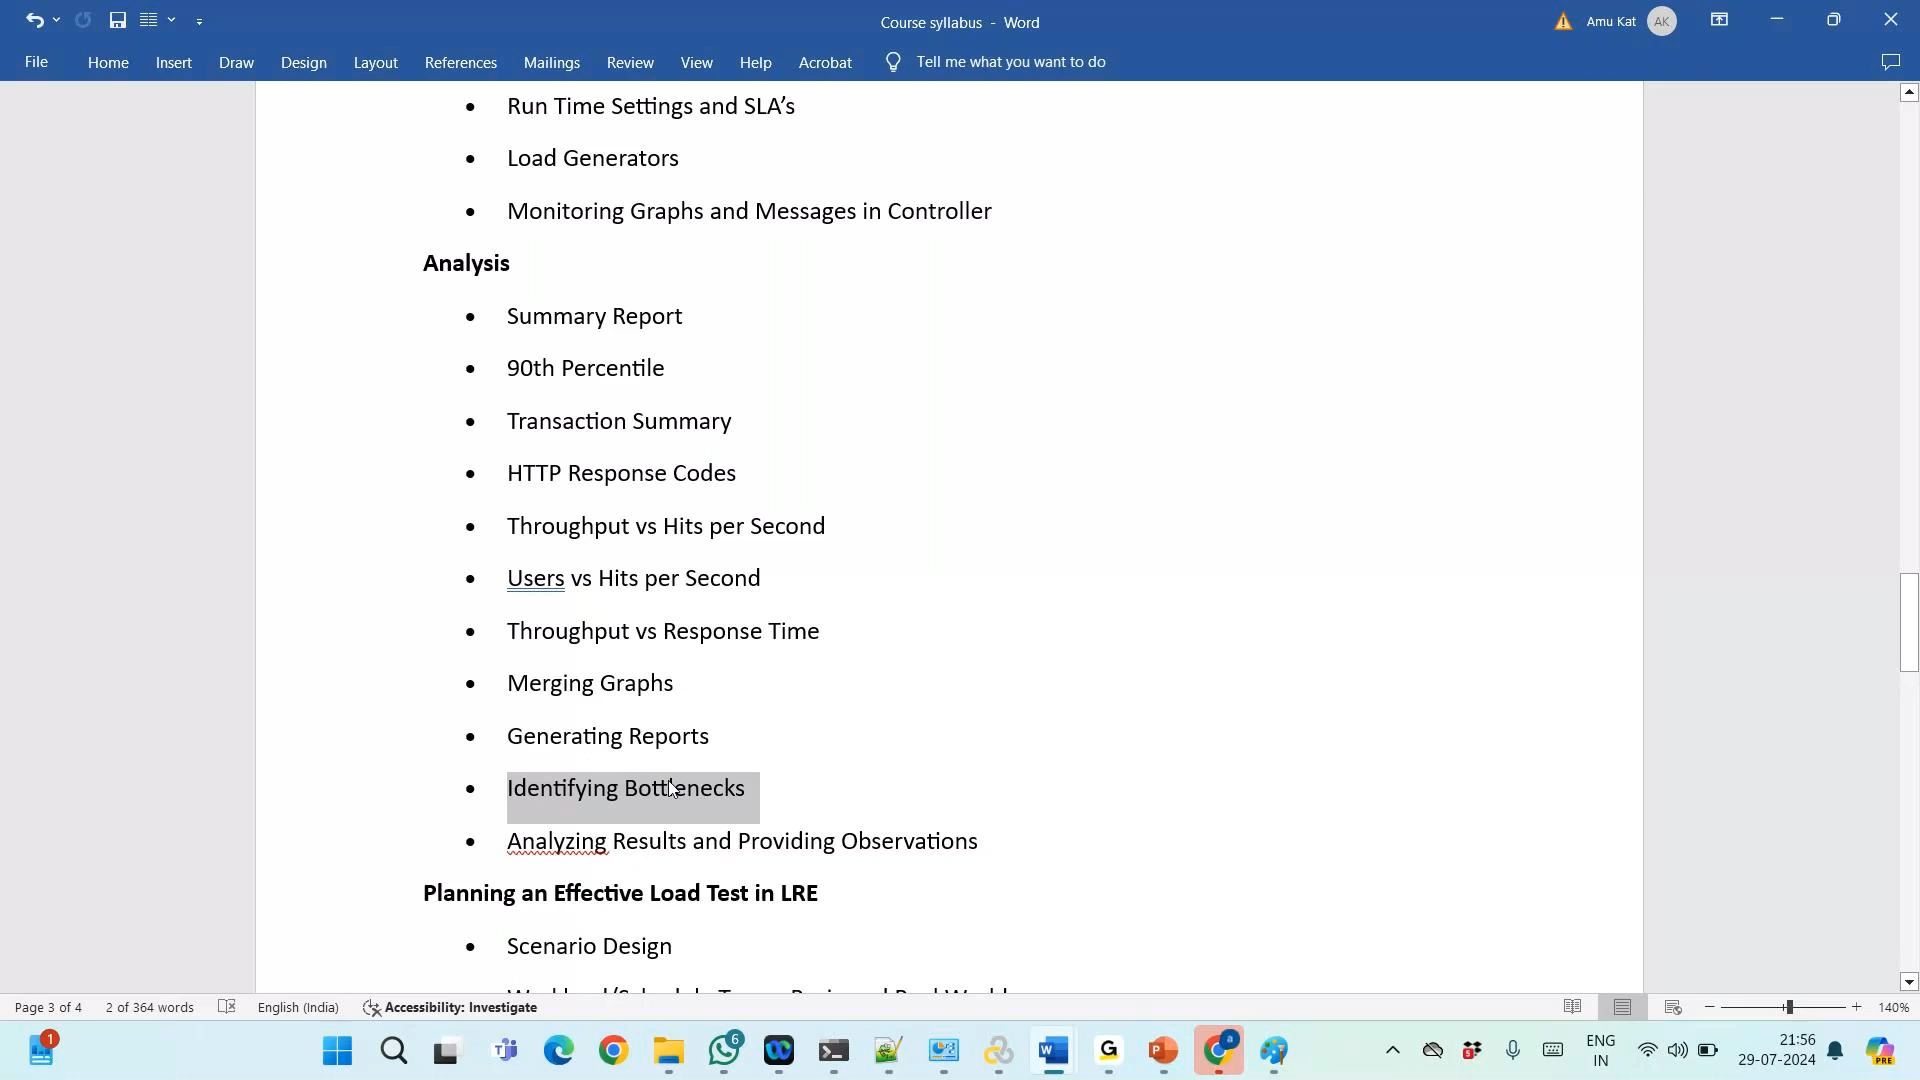 Course syllabus - Word
Amu Kat
AK
File Home Insert Draw Design Layout References Mailings Review View Help Acrobat Tell me what you want to do
• Run Time Settings and SLA’s
• Load Generators
• Monitoring Graphs and Messages in Controller
Analysis
• Summary Report
• 90th Percentile
• Transaction Summary
• HTTP Response Codes
• Throughput vs Hits per Second
• Users vs Hits per Second
• Throughput vs Response Time
• Merging Graphs
• Generating Reports
• Identifying Bottlenecks
• Analyzing Results and Providing Observations
Planning an Effective Load Test in LRE
• Scenario Design
Page 3 of 4 2 of 364 words English (India) Accessibility: Investigate 140%
1
6
a
5
ENG
IN
21:56
29-07-2024
PRE